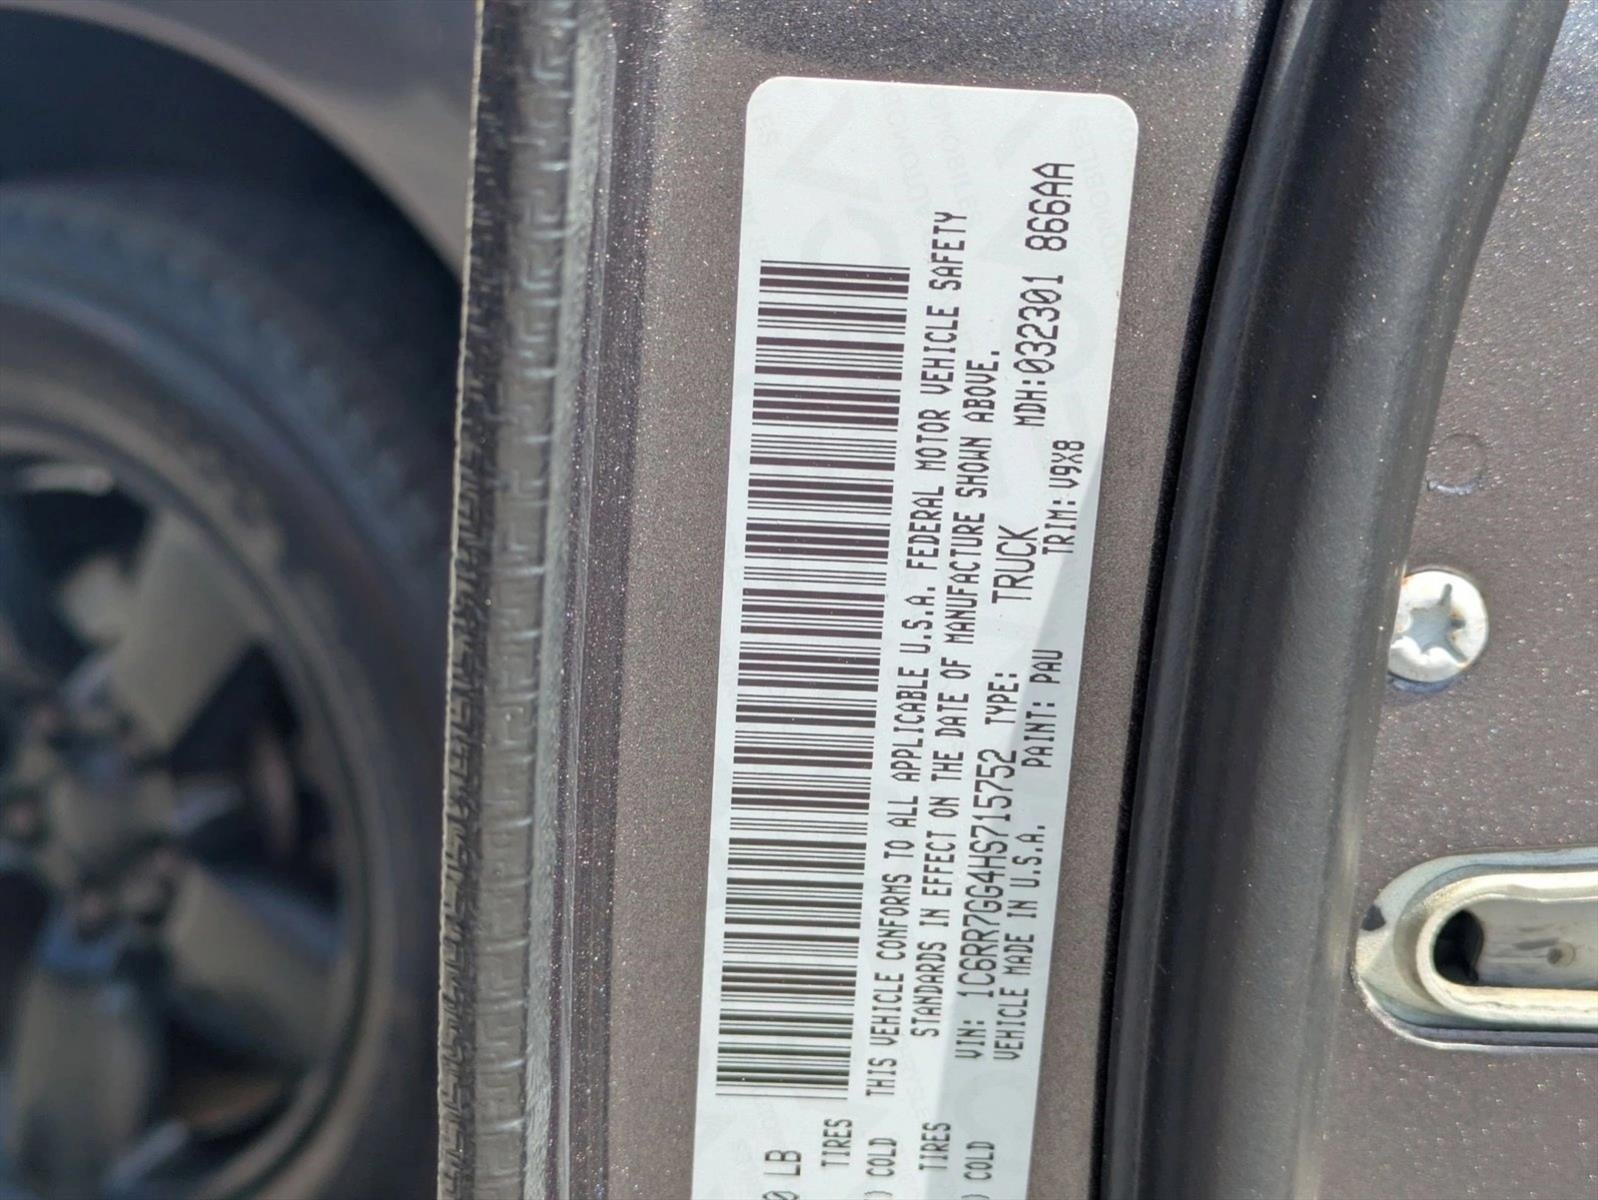 0 LB
TIRES
) COLD
TIRES
) COLD
THIS VEHICLE CONFORMS TO ALL APPLICABLE U.S.A. FEDERAL MOTOR VEHICLE SAFETY
STANDARDS IN EFFECT ON THE DATE OF MANUFACTURE SHOWN ABOVE.
VIN: 1C6RR7GG4HS715752 TYPE: TRUCK MDH:032301 866AA
VEHICLE MADE IN U.S.A. PAINT: PAU TRIM:V9X8